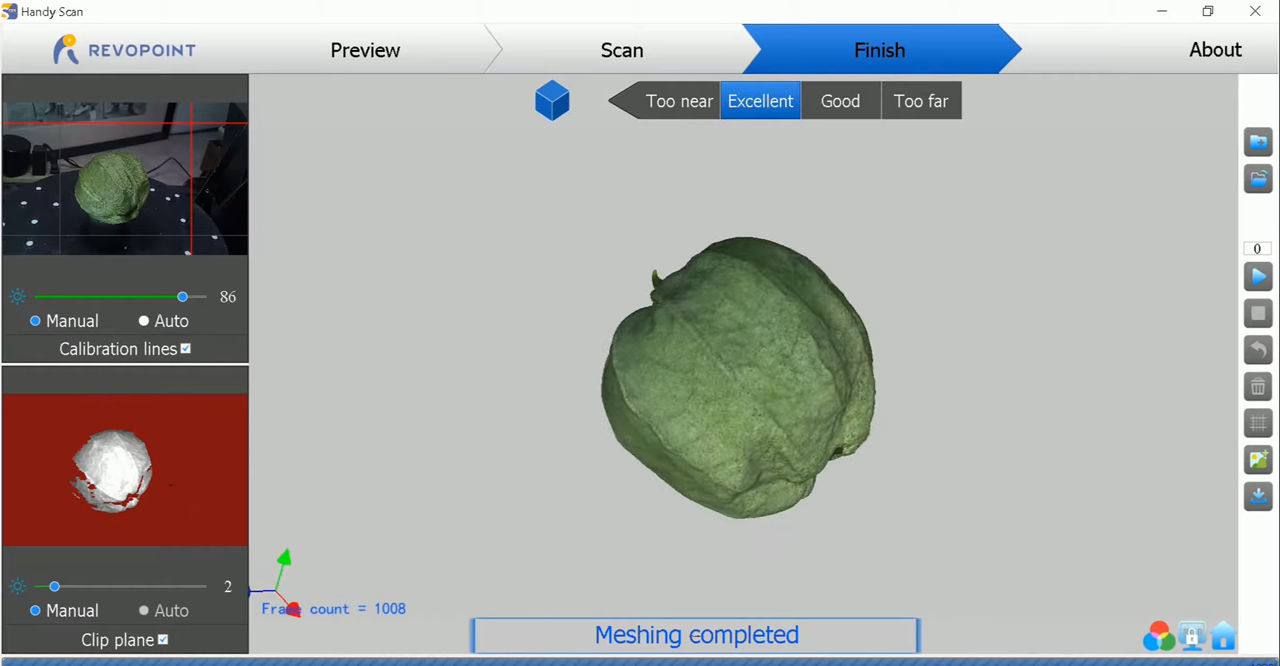 Handy Scan
REVOPOINT
Preview
Scan
Finish
About
Too near
Excellent
Good
Too far
86
Manual
Auto
Calibration lines
2
Manual
Auto
Clip plane
Frame count = 1008
Meshing completed
0